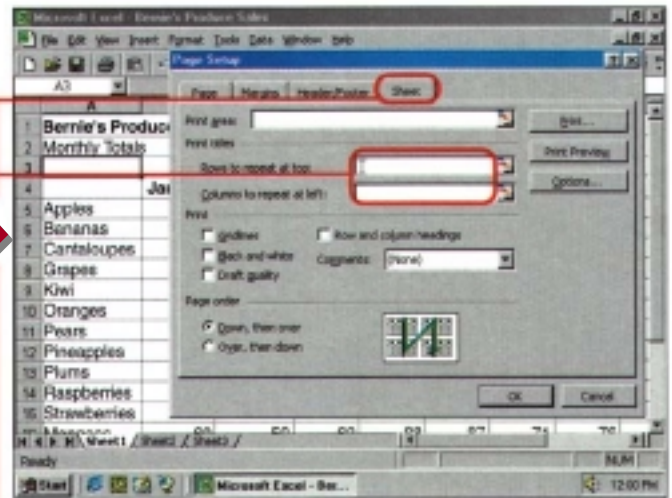 Microsoft Excel - Bernie's Produce Sales
File Edit View Insert Format Tools Data Window Help
Page Setup
A3
Page Margins Header/Footer Sheet
Print area:
Print...
Print titles
Print Preview
Rows to repeat at top:
Options...
Columns to repeat at left:
Print
Gridlines
Row and column headings
Black and white
Comments: (None)
Draft quality
Page order
Down, then over
Over, then down
OK Cancel
A
1 Bernie's Produc
2 Monthly Totals
3
4 Jan
5 Apples
6 Bananas
7 Cantaloupes
8 Grapes
9 Kiwi
10 Oranges
11 Pears
12 Pineapples
13 Plums
14 Raspberries
15 Strawberries
Sheet1 / Sheet2 / Sheet3 /
Ready NUM
Start Microsoft Excel - Ber... 12:00 PM